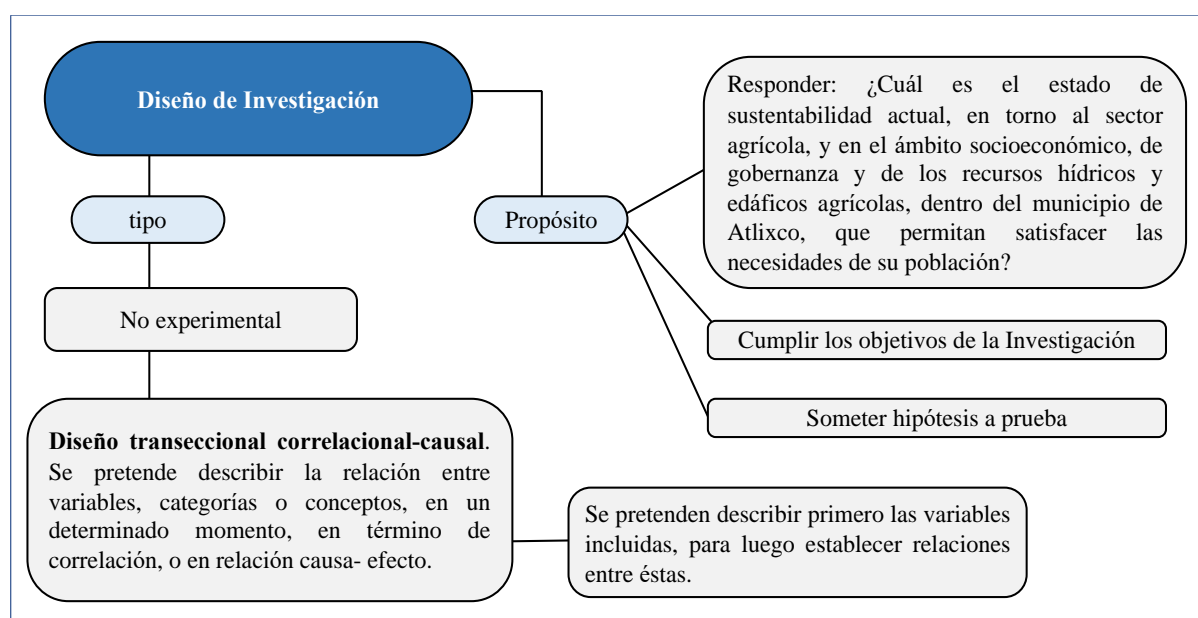 Diseño de Investigación
tipo
No experimental
Diseño transeccional correlacional-causal.
Se pretende describir la relación entre
variables, categorías o conceptos, en un
determinado momento, en término de
correlación, o en relación causa- efecto.
Se pretenden describir primero las variables
incluidas, para luego establecer relaciones
entre éstas.
Propósito
Responder: ¿Cuál es el estado de
sustentabilidad actual, en torno al sector
agrícola, y en el ámbito socioeconómico, de
gobernanza y de los recursos hídricos y
edáficos agrícolas, dentro del municipio de
Atlixco, que permitan satisfacer las
necesidades de su población?
Cumplir los objetivos de la Investigación
Someter hipótesis a prueba